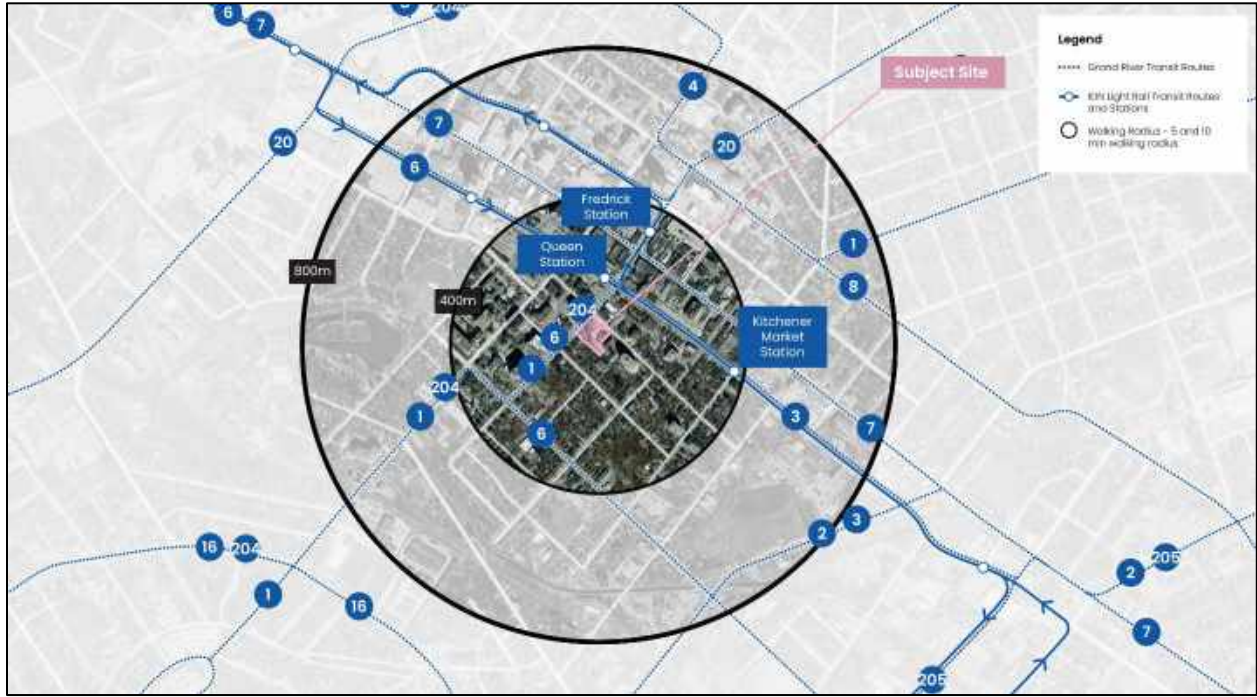 6
7
204
4
Subject Site
Legend
Grand River Transit Routes
ION Light Rail Transit Routes
and Stations
Walking Radius - 5 and 10
min walking radius
20
7
6
20
Fredrick
Station
Queen
Station
1
8
800m
400m
204
6
Kitchener
Market
Station
1
204
1
6
3
7
2
3
16
204
1
16
2
205
7
205